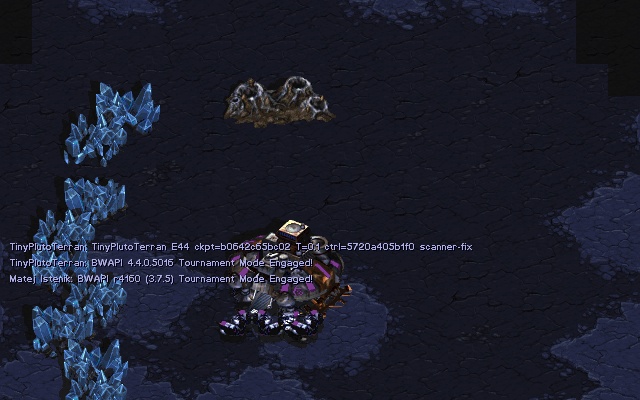 TinyPlutoTerran: TinyPlutoTerran E44 ckpt=b0642c65bc02 T=0.1 ctrl=5720a405b1f0 scanner-fix
TinyPlutoTerran: BWAPI 4.4.0.5016 Tournament Mode Engaged!
Matej Istenik: BWAPI r4160 (3.7.5) Tournament Mode Engaged!